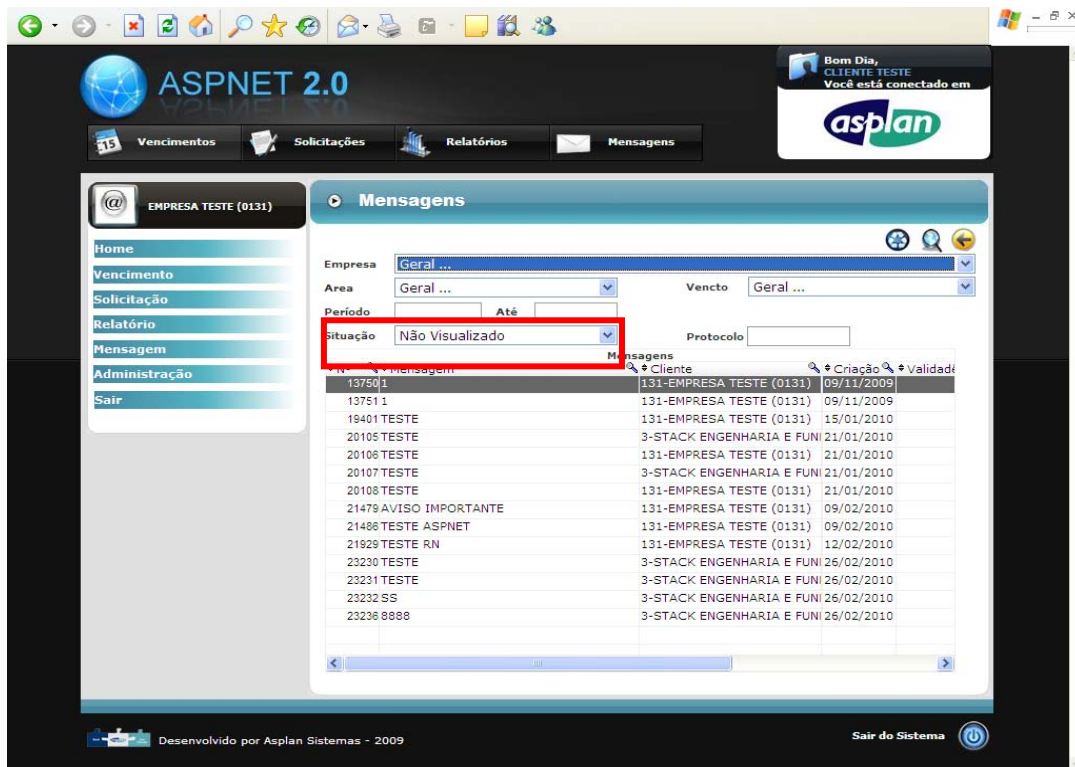 Bom Dia,
CLIENTE TESTE
Você está conectado em
ASPNET 2.0
asplan
15
Vencimentos Solicitações Relatórios Mensagens
@ EMPRESA TESTE (0131)
Mensagens
Home
Vencimento
Solicitação
Relatório
Mensagem
Administração
Sair
Empresa Geral ...
Area Geral ... Vencto Geral ...
Período Até
Situação Não Visualizado Protocolo
Mensagens
Mensagem Cliente Criação Validade
13750 1 131-EMPRESA TESTE (0131) 09/11/2009
13751 1 131-EMPRESA TESTE (0131) 09/11/2009
19401 TESTE 131-EMPRESA TESTE (0131) 15/01/2010
20105 TESTE 3-STACK ENGENHARIA E FUN 21/01/2010
20106 TESTE 131-EMPRESA TESTE (0131) 21/01/2010
20107 TESTE 3-STACK ENGENHARIA E FUN 21/01/2010
20108 TESTE 131-EMPRESA TESTE (0131) 21/01/2010
21479 AVISO IMPORTANTE 131-EMPRESA TESTE (0131) 09/02/2010
21486 TESTE ASPNET 131-EMPRESA TESTE (0131) 09/02/2010
21929 TESTE RN 131-EMPRESA TESTE (0131) 12/02/2010
23230 TESTE 3-STACK ENGENHARIA E FUN 26/02/2010
23231 TESTE 3-STACK ENGENHARIA E FUN 26/02/2010
23232 SS 3-STACK ENGENHARIA E FUN 26/02/2010
23236 8888 3-STACK ENGENHARIA E FUN 26/02/2010
Desenvolvido por Asplan Sistemas - 2009
Sair do Sistema